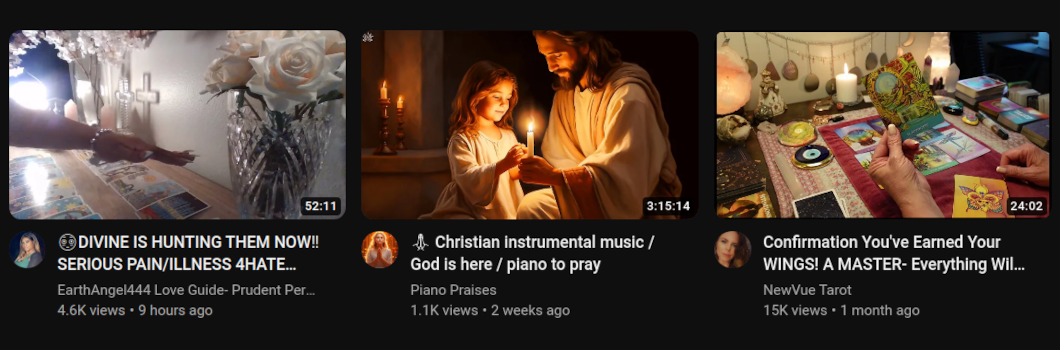 52:11
DIVINE IS HUNTING THEM NOW!!
SERIOUS PAIN/ILLNESS 4HATE...
EarthAngel444 Love Guide- Prudent Per...
4.6K views • 9 hours ago
3:15:14
Christian instrumental music /
God is here / piano to pray
Piano Praises
1.1K views • 2 weeks ago
24:02
Confirmation You've Earned Your
WINGS! A MASTER- Everything Wil...
NewVue Tarot
15K views • 1 month ago